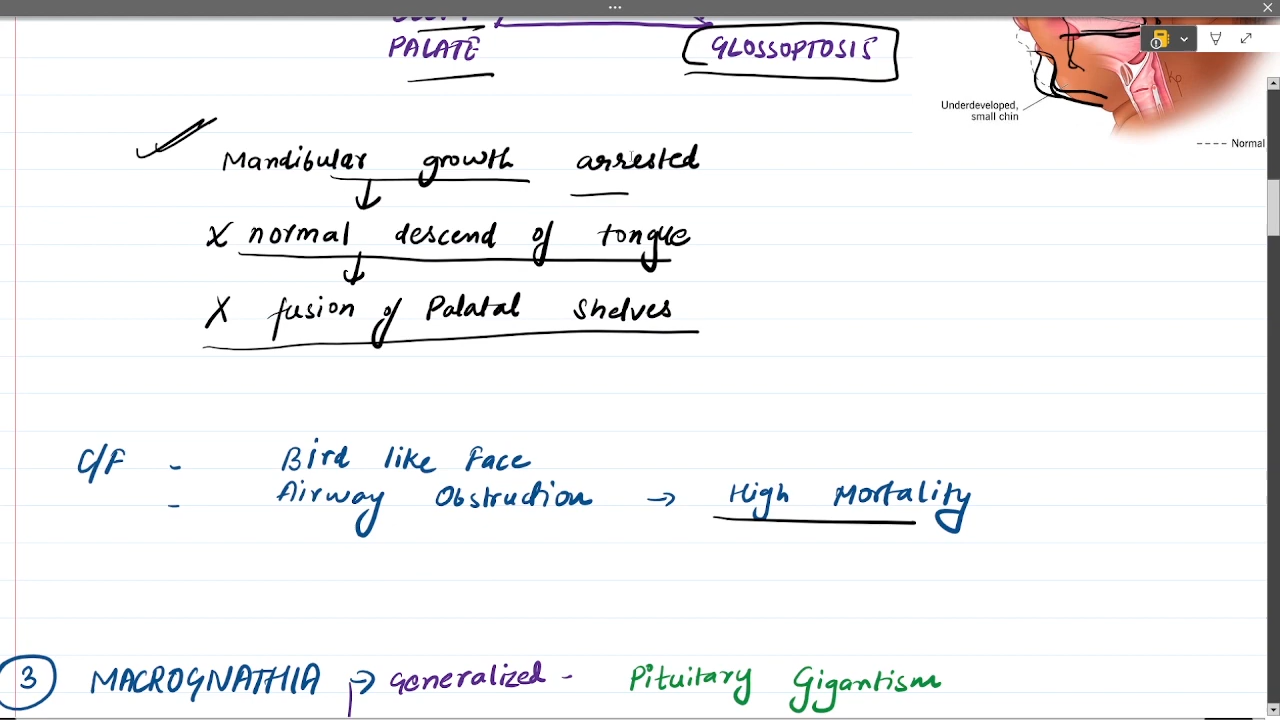 PALATE
GLOSSOPTOSIS
Underdeveloped,
small chin
Normal
Mandibular growth arrested
X normal descend of tongue
X fusion of Palatal shelves
C/F - Bird like Face
- Airway Obstruction → High Mortality
3 MACROGNATHIA → Generalized - Pituitary Gigantism